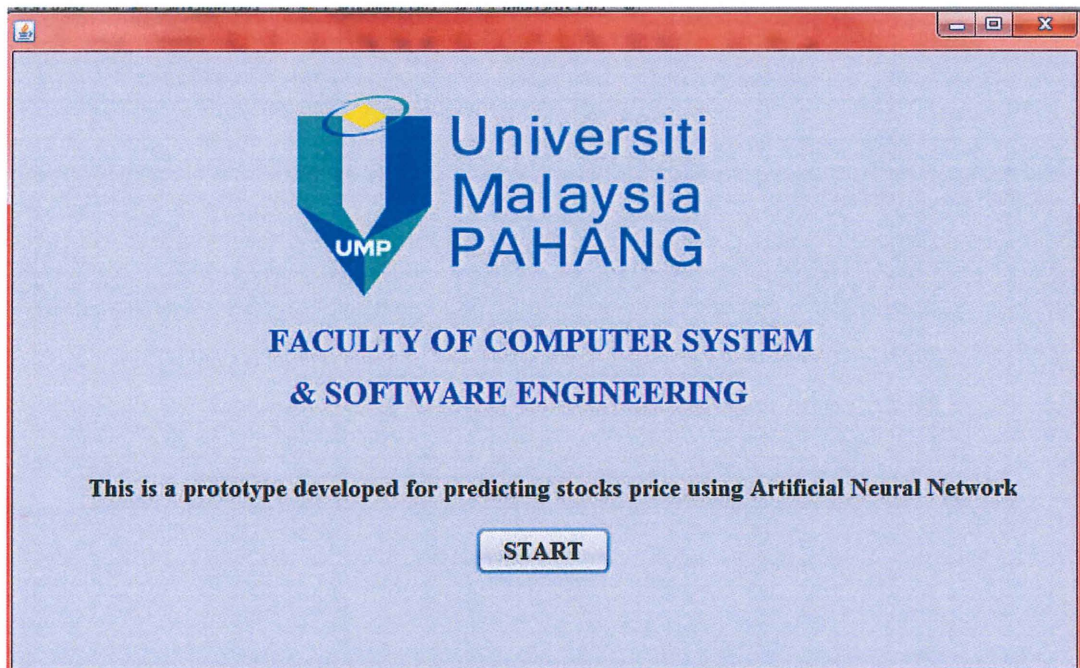 Universiti
Malaysia
PAHANG
UMP
FACULTY OF COMPUTER SYSTEM
& SOFTWARE ENGINEERING
This is a prototype developed for predicting stocks price using Artificial Neural Network
START